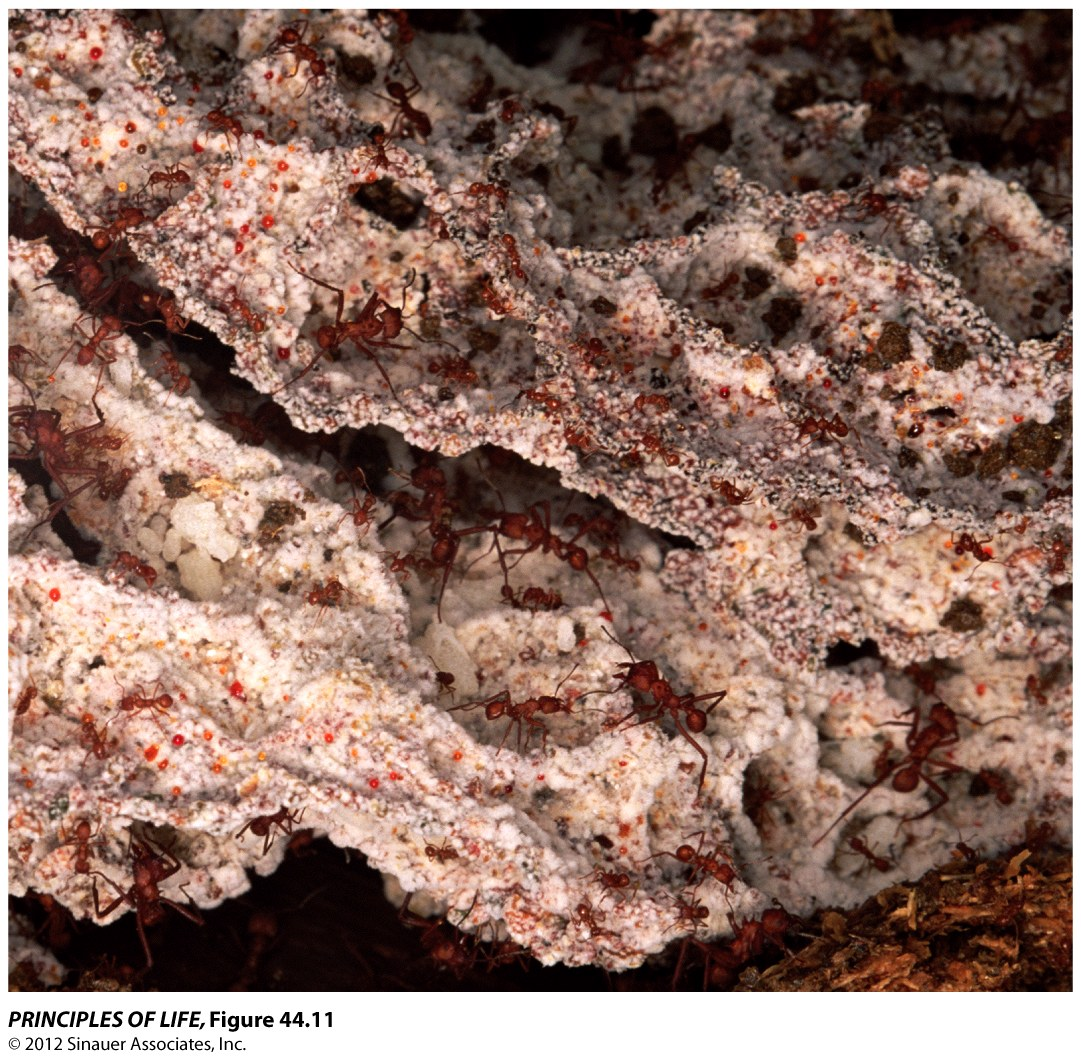 PRINCIPLES OF LIFE, Figure 44.11
© 2012 Sinauer Associates, Inc.